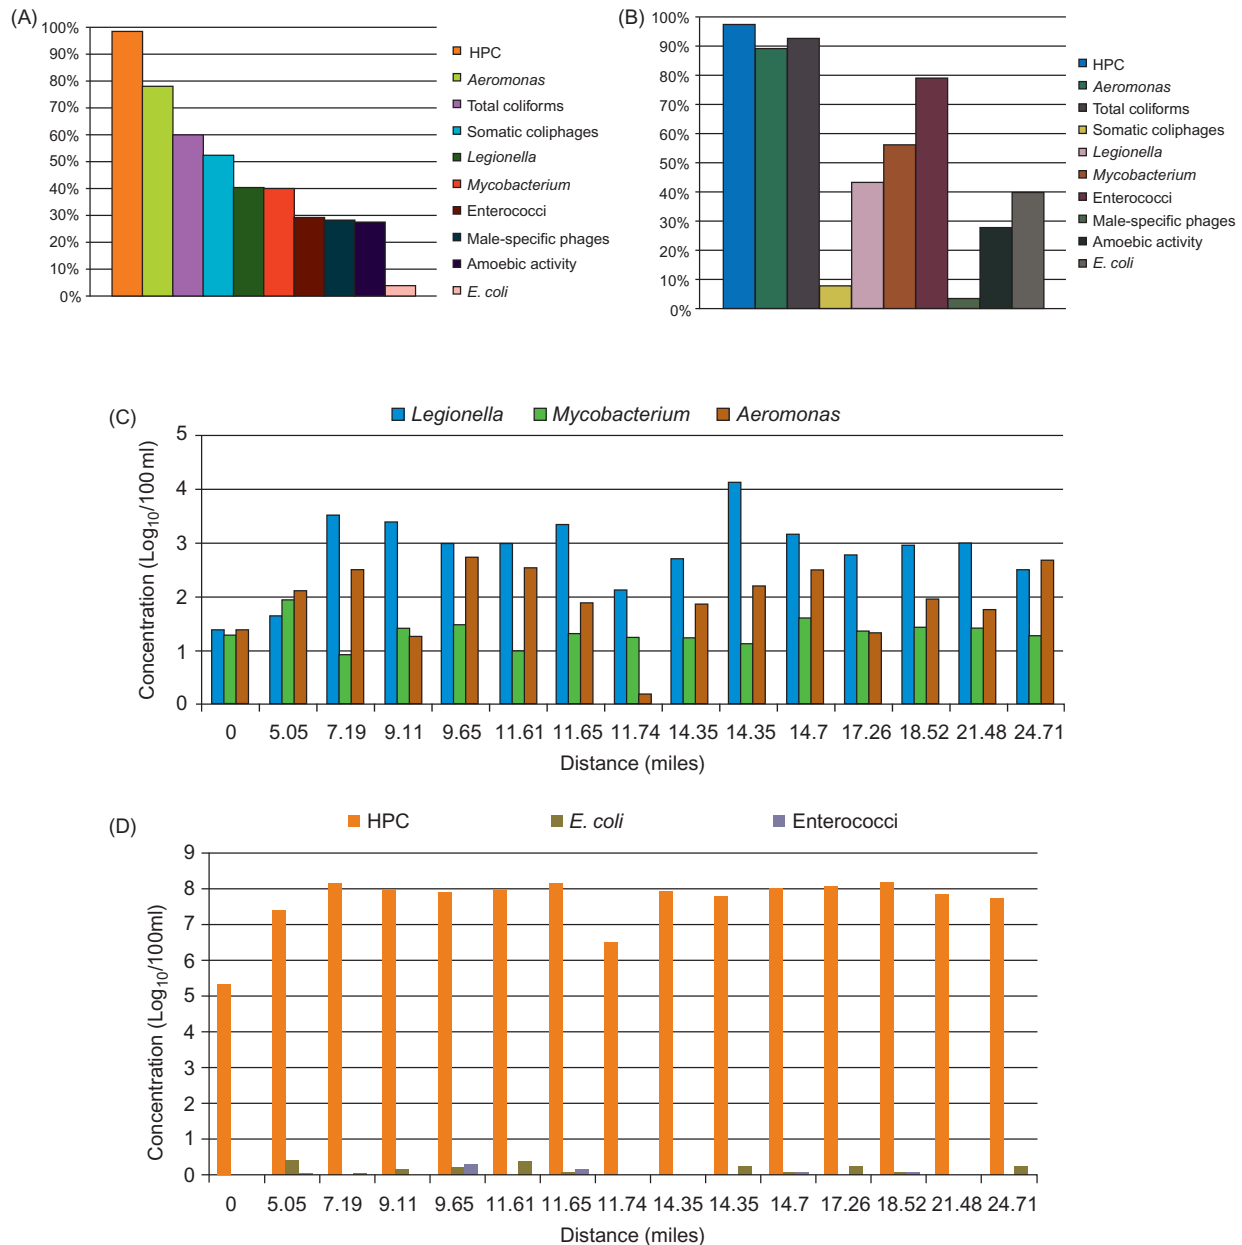 (A)
100%
90%
80%
70%
60%
50%
40%
30%
20%
10%
0%
HPC
Aeromonas
Total coliforms
Somatic coliphages
Legionella
Mycobacterium
Enterococci
Male-specific phages
Amoebic activity
E. coli
(B)
100%
90%
80%
70%
60%
50%
40%
30%
20%
10%
0%
HPC
Aeromonas
Total coliforms
Somatic coliphages
Legionella
Mycobacterium
Enterococci
Male-specific phages
Amoebic activity
E. coli
(C)
Legionella Mycobacterium Aeromonas
Concentration (Log10/100 ml)
5
4
3
2
1
0
0 5.05 7.19 9.11 9.65 11.61 11.65 11.74 14.35 14.35 14.7 17.26 18.52 21.48 24.71
Distance (miles)
(D)
HPC E. coli Enterococci
Concentration (Log10/100ml)
9
8
7
6
5
4
3
2
1
0
0 5.05 7.19 9.11 9.65 11.61 11.65 11.74 14.35 14.35 14.7 17.26 18.52 21.48 24.71
Distance (miles)